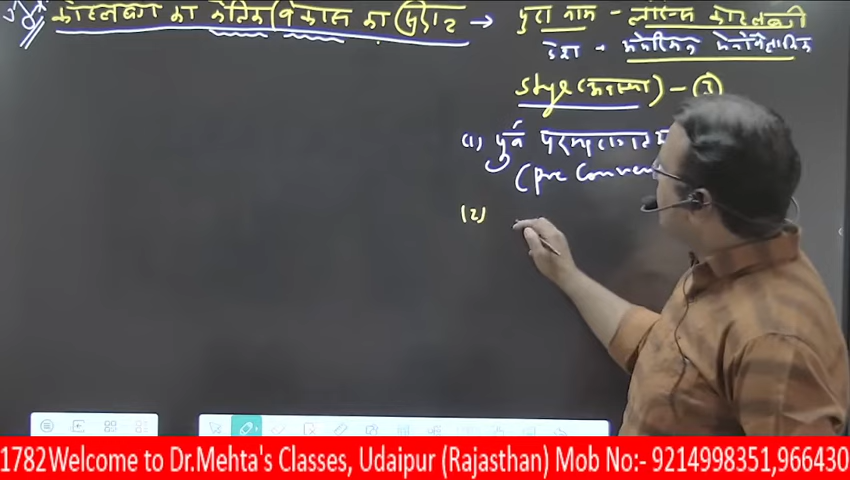 कोहलबर्ग का नैतिक विकास का सिद्धांत → पुरा नाम - लारेन्स कोहलबर्ग
देश - अमेरिकन मनोवैज्ञानिक
stage (अवस्था) - 3
(1) पुर्व परम्परागत
(pre Conven
(2)
1782 Welcome to Dr.Mehta's Classes, Udaipur (Rajasthan) Mob No:- 9214998351,966430